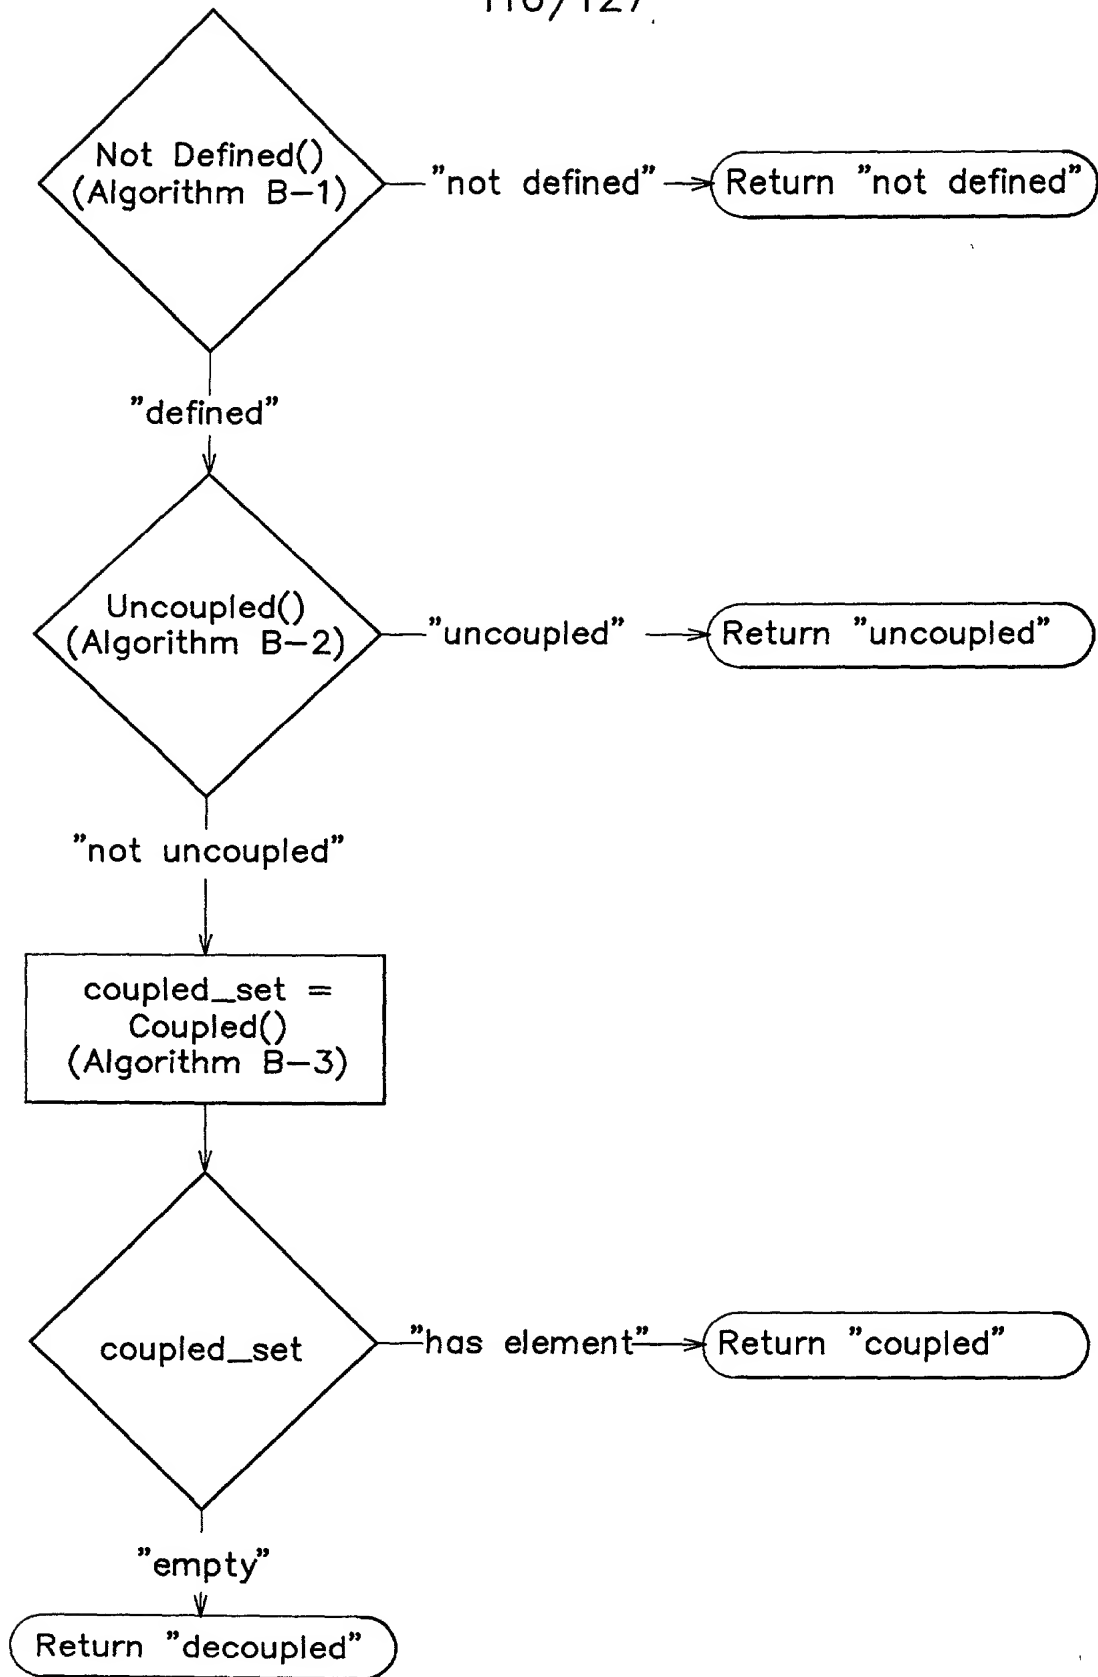 Not Defined()
(Algorithm B-1)
"not defined"
Return "not defined"
"defined"
Uncoupled()
(Algorithm B-2)
"uncoupled"
Return "uncoupled"
"not uncoupled"
coupled_set =
Coupled()
(Algorithm B-3)
coupled_set
"has element"
Return "coupled"
"empty"
Return "decoupled"